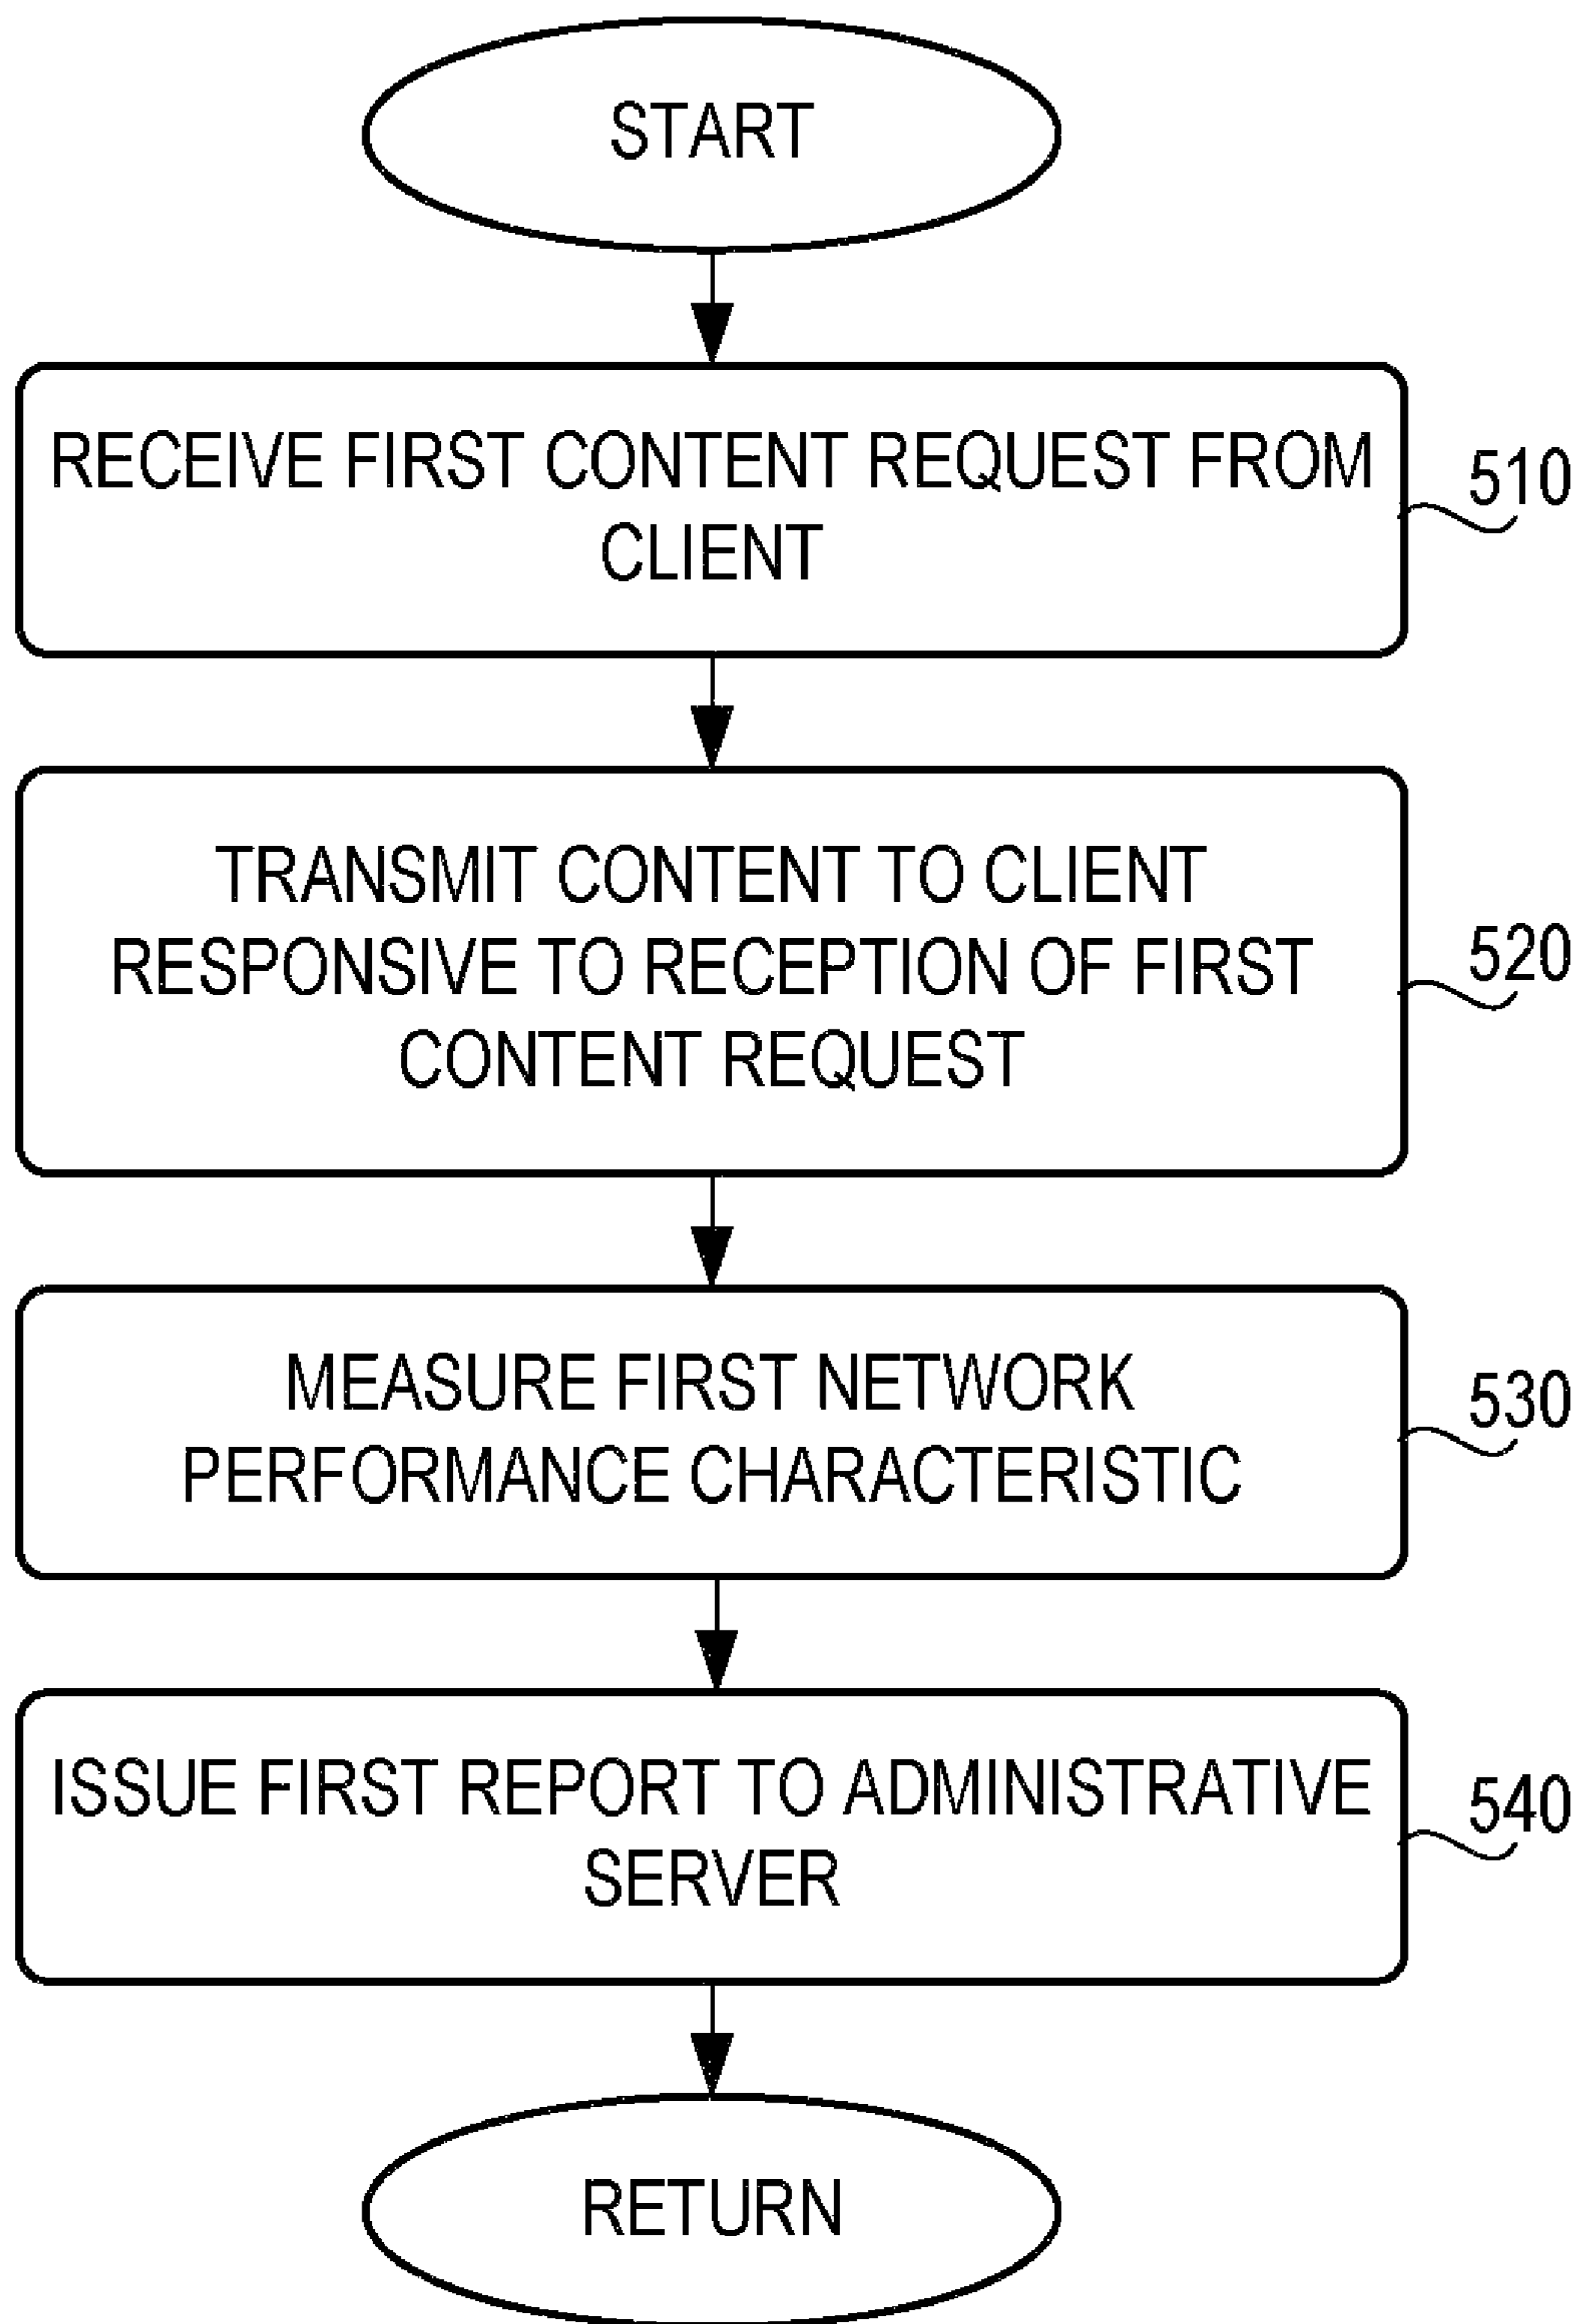 START
RECEIVE FIRST CONTENT REQUEST FROM
CLIENT
510
TRANSMIT CONTENT TO CLIENT
RESPONSIVE TO RECEPTION OF FIRST
CONTENT REQUEST
520
MEASURE FIRST NETWORK
PERFORMANCE CHARACTERISTIC
530
ISSUE FIRST REPORT TO ADMINISTRATIVE
SERVER
540
RETURN